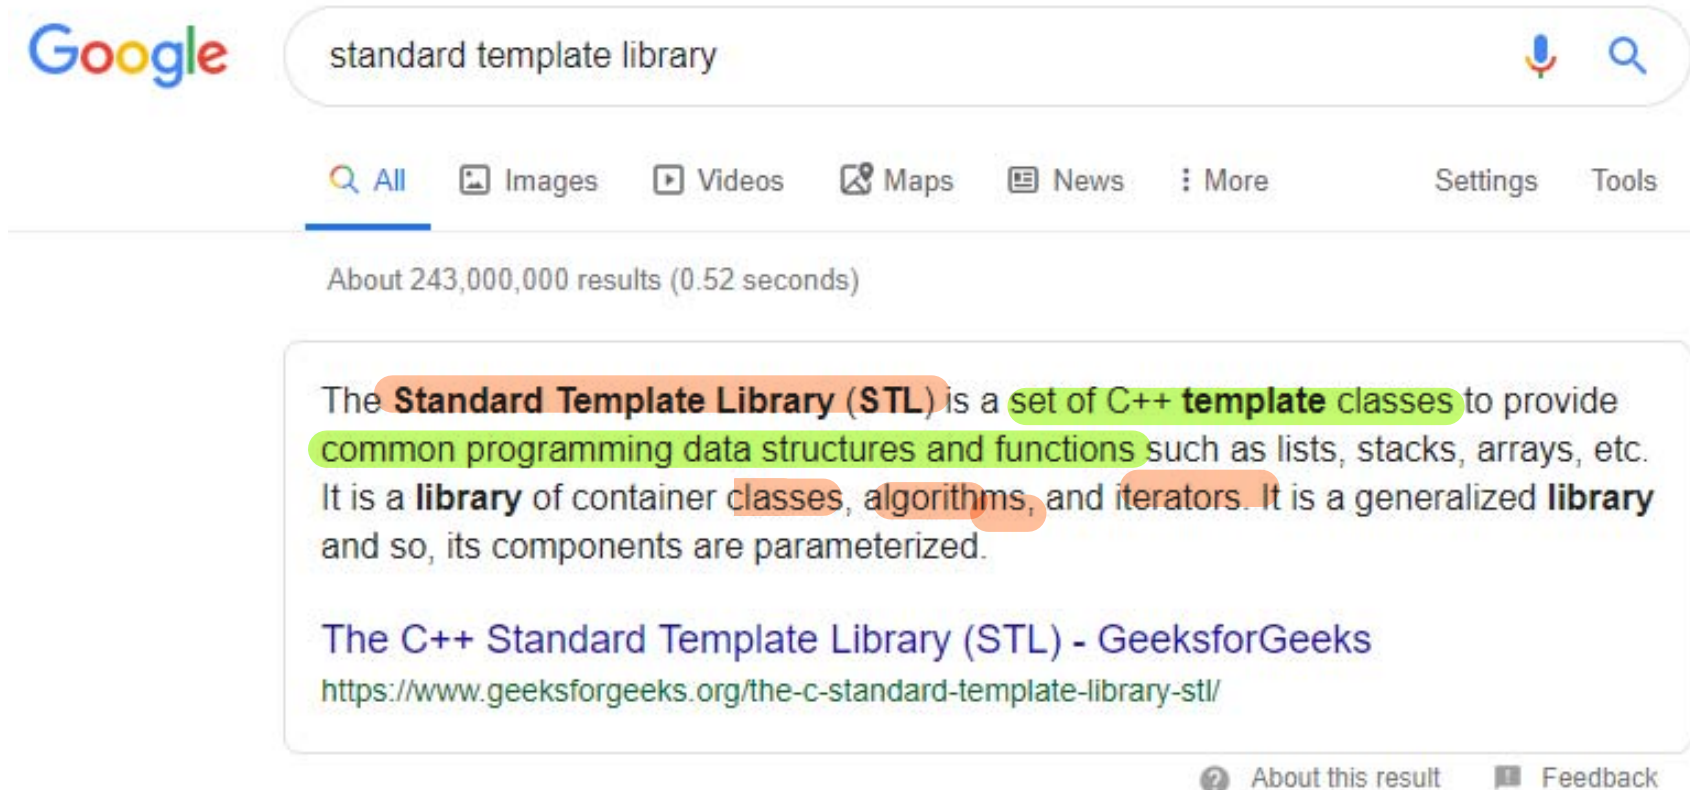 Google
standard template library
All Images Videos Maps News More Settings Tools
About 243,000,000 results (0.52 seconds)
The Standard Template Library (STL) is a set of C++ template classes to provide
common programming data structures and functions such as lists, stacks, arrays, etc.
It is a library of container classes, algorithms, and iterators. It is a generalized library
and so, its components are parameterized.
The C++ Standard Template Library (STL) - GeeksforGeeks
https://www.geeksforgeeks.org/the-c-standard-template-library-stl/
About this result Feedback